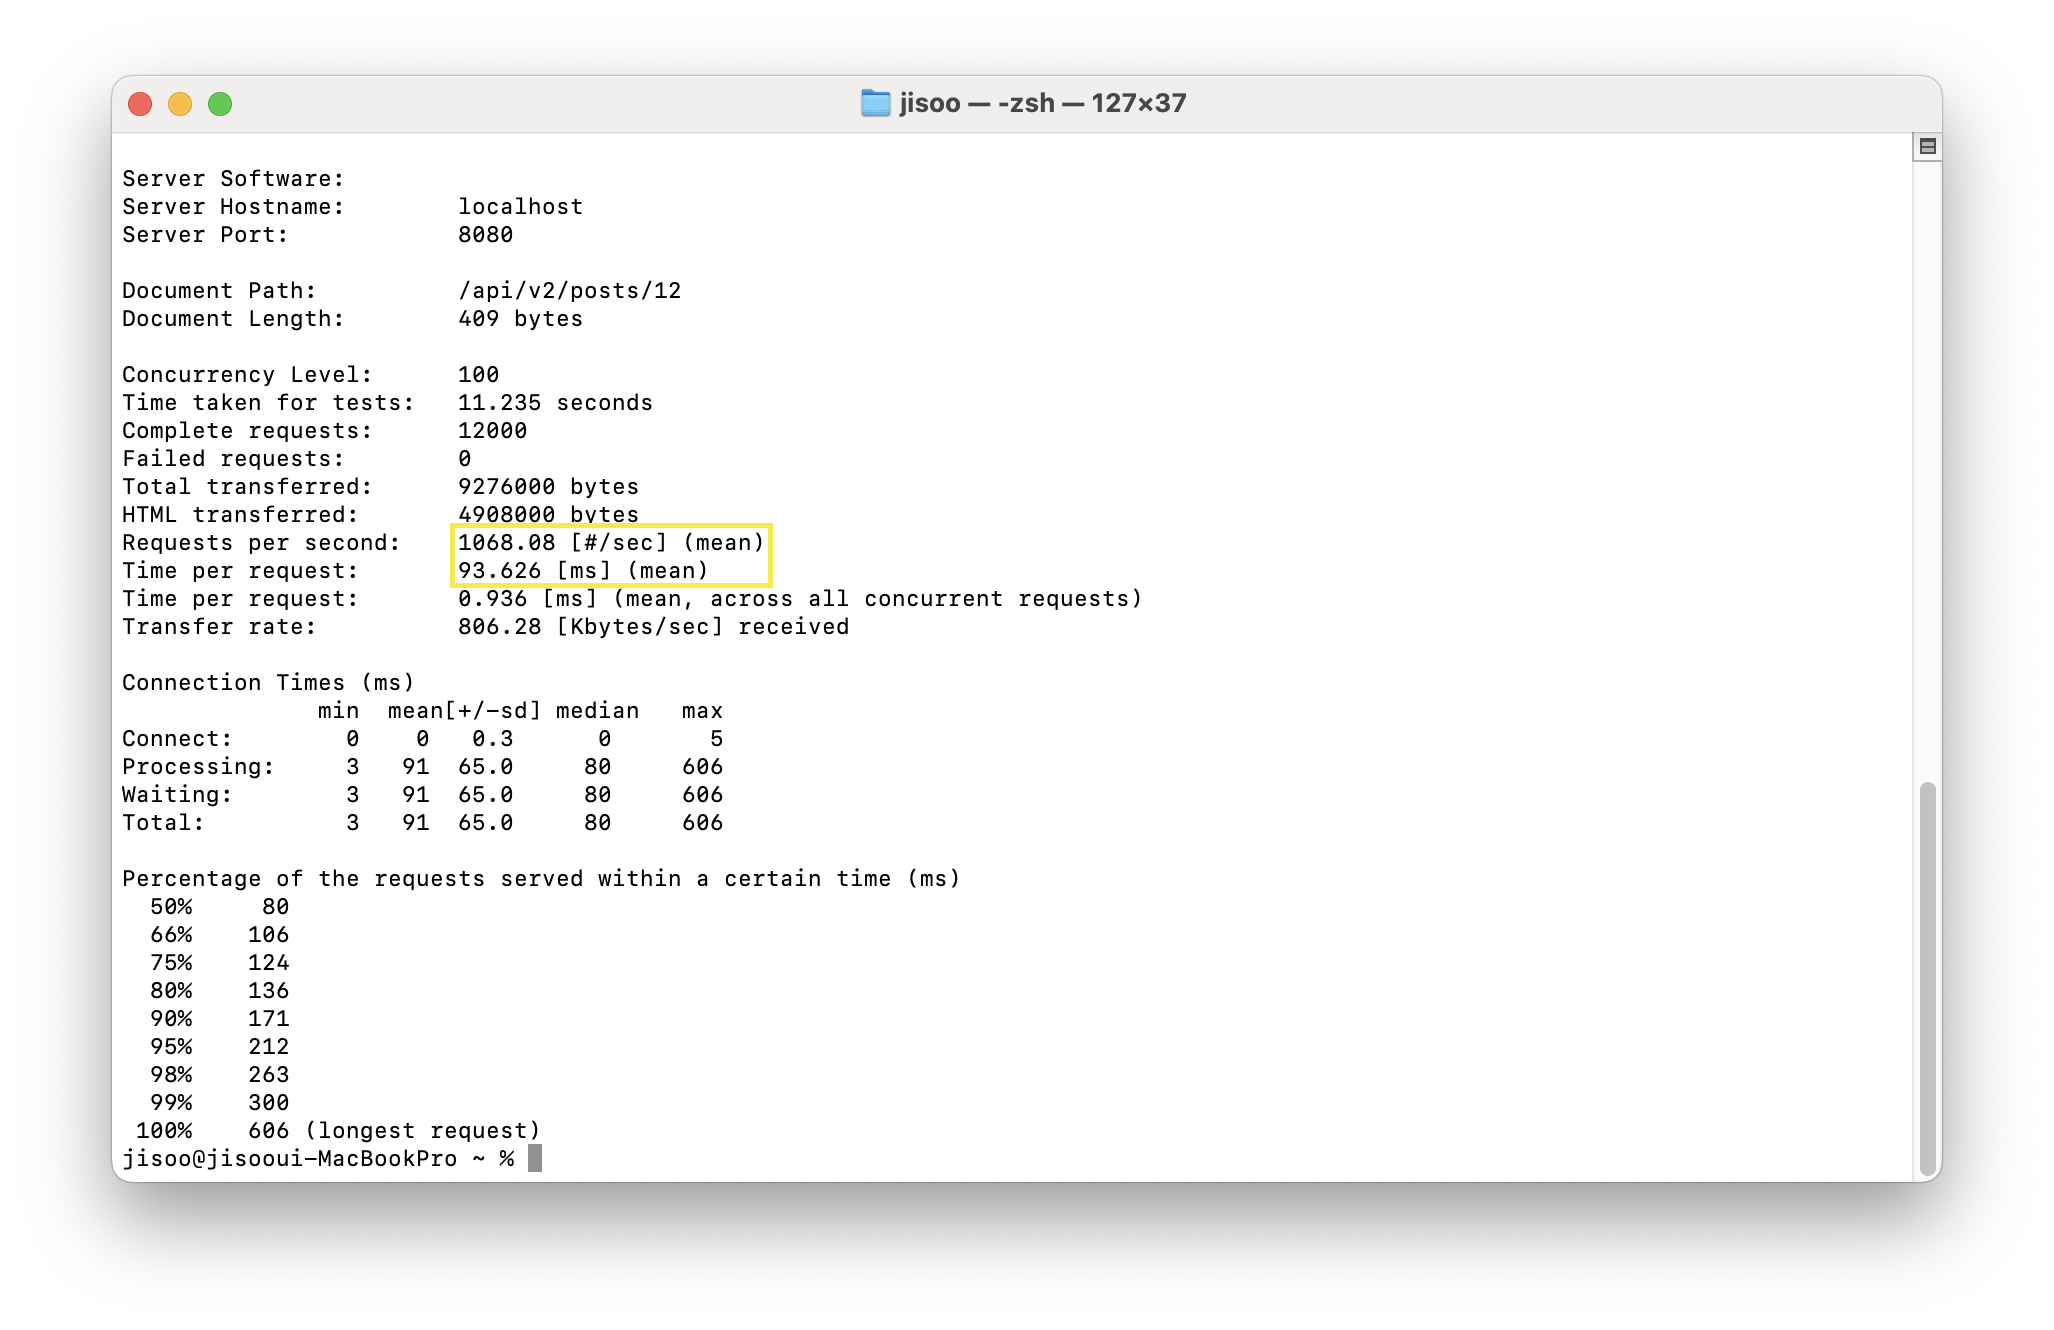 jisoo — -zsh — 127×37
Server Software:
Server Hostname:        localhost
Server Port:            8080
Document Path:          /api/v2/posts/12
Document Length:        409 bytes
Concurrency Level:      100
Time taken for tests:   11.235 seconds
Complete requests:      12000
Failed requests:        0
Total transferred:      9276000 bytes
HTML transferred:       4908000 bytes
Requests per second:    1068.08 [#/sec] (mean)
Time per request:       93.626 [ms] (mean)
Time per request:       0.936 [ms] (mean, across all concurrent requests)
Transfer rate:          806.28 [Kbytes/sec] received
Connection Times (ms)
              min  mean[+/-sd] median   max
Connect:        0    0   0.3      0       5
Processing:     3   91  65.0     80     606
Waiting:        3   91  65.0     80     606
Total:          3   91  65.0     80     606
Percentage of the requests served within a certain time (ms)
  50%     80
  66%    106
  75%    124
  80%    136
  90%    171
  95%    212
  98%    263
  99%    300
 100%    606 (longest request)
jisoo@jisooui-MacBookPro ~ %